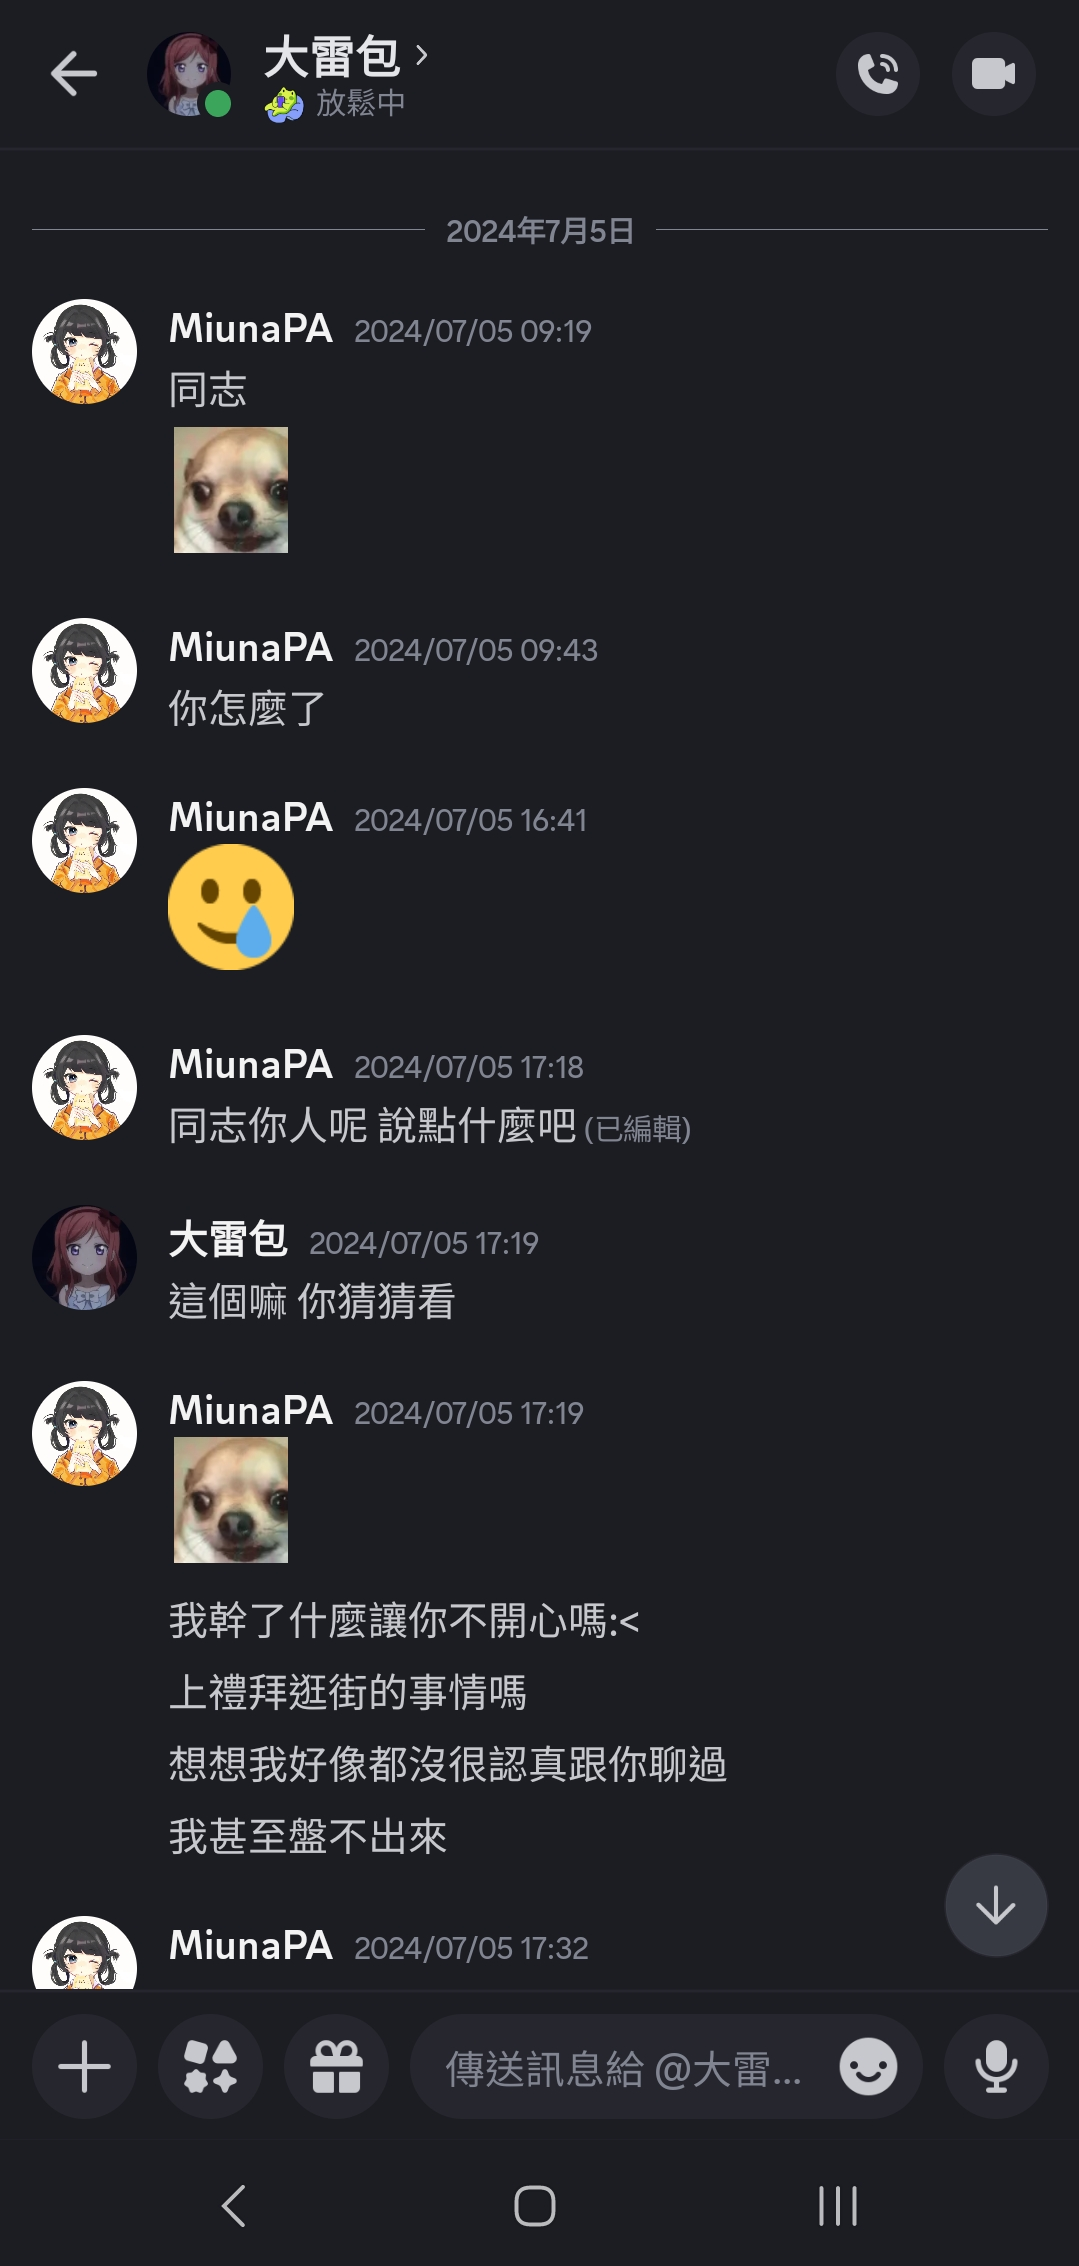 大雷包
放鬆中
2024年7月5日
MiunaPA 2024/07/05 09:19
同志
MiunaPA 2024/07/05 09:43
你怎麼了
MiunaPA 2024/07/05 16:41
MiunaPA 2024/07/05 17:18
同志你人呢 說點什麼吧 (已編輯)
大雷包 2024/07/05 17:19
這個嘛 你猜猜看
MiunaPA 2024/07/05 17:19
我幹了什麼讓你不開心嗎:<
上禮拜逛街的事情嗎
想想我好像都沒很認真跟你聊過
我甚至盤不出來
MiunaPA 2024/07/05 17:32
傳送訊息給 @大雷...